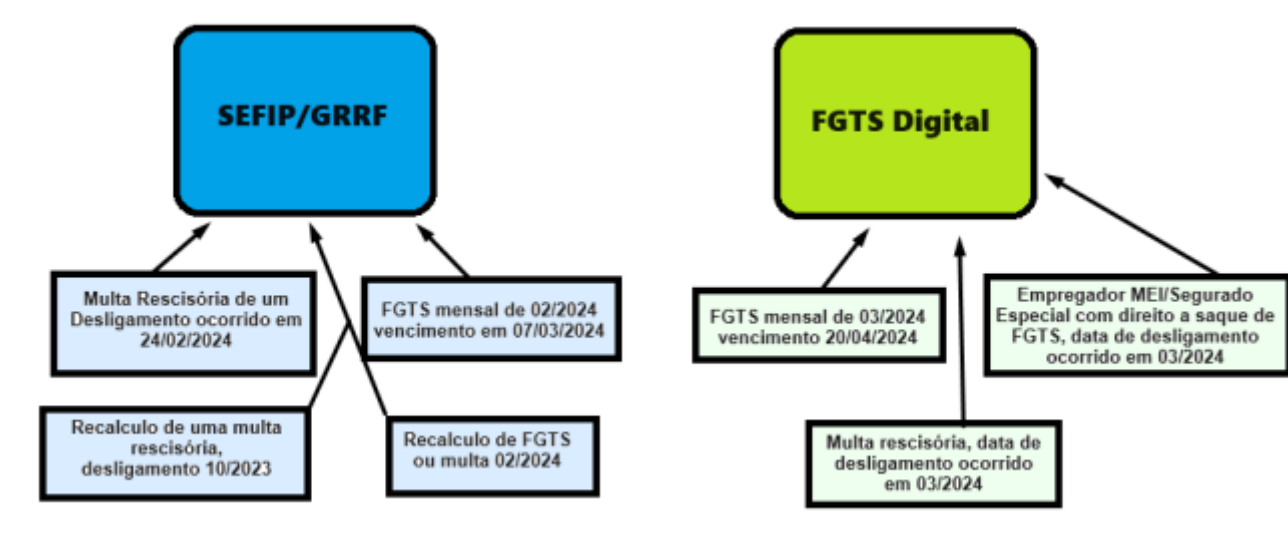 SEFIP/GRRF
Multa Rescisória de um
Desligamento ocorrido em
24/02/2024
FGTS mensal de 02/2024
vencimento em 07/03/2024
Recalculo de uma multa
rescisória,
desligamento 10/2023
Recalculo de FGTS
ou multa 02/2024
FGTS Digital
FGTS mensal de 03/2024
vencimento 20/04/2024
Empregador MEI/Segurado
Especial com direito a saque de
FGTS, data de desligamento
ocorrido em 03/2024
Multa rescisória, data de
desligamento ocorrido
em 03/2024